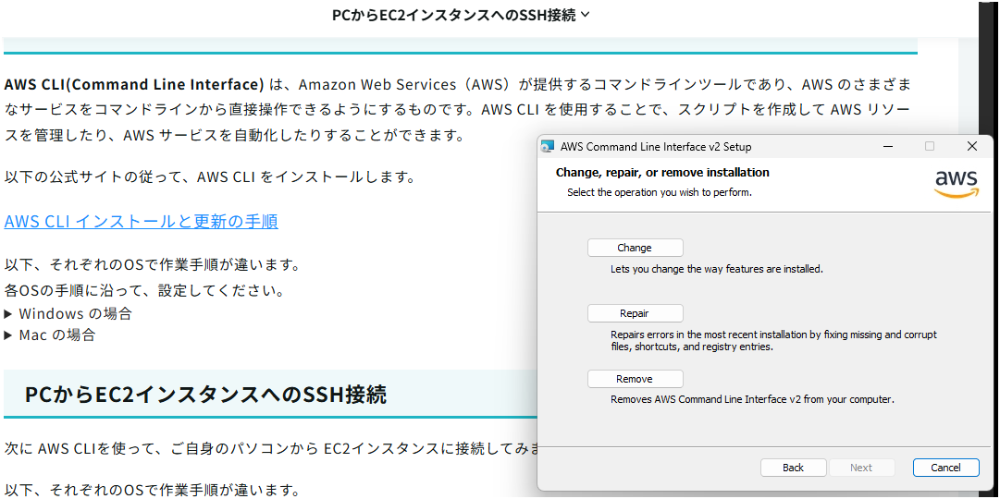 PCからEC2インスタンスへのSSH接続
AWS CLI(Command Line Interface) は、Amazon Web Services（AWS）が提供するコマンドラインツールであり、AWS のさまざま
なサービスをコマンドラインから直接操作できるようにするものです。AWS CLI を使用することで、スクリプトを作成して AWS リソー
スを管理したり、AWS サービスを自動化したりすることができます。
以下の公式サイトの従って、AWS CLI をインストールします。
AWS CLI インストールと更新の手順
以下、それぞれのOSで作業手順が違います。
各OSの手順に沿って、設定してください。
Windows の場合
Mac の場合
PCからEC2インスタンスへのSSH接続
次に AWS CLIを使って、ご自身のパソコンから EC2インスタンスに接続してみま
以下、それぞれのOSで作業手順が違います。
AWS Command Line Interface v2 Setup
Change, repair, or remove installation
Select the operation you wish to perform.
aws
Change
Lets you change the way features are installed.
Repair
Repairs errors in the most recent installation by fixing missing and corrupt
files, shortcuts, and registry entries.
Remove
Removes AWS Command Line Interface v2 from your computer.
Back
Next
Cancel